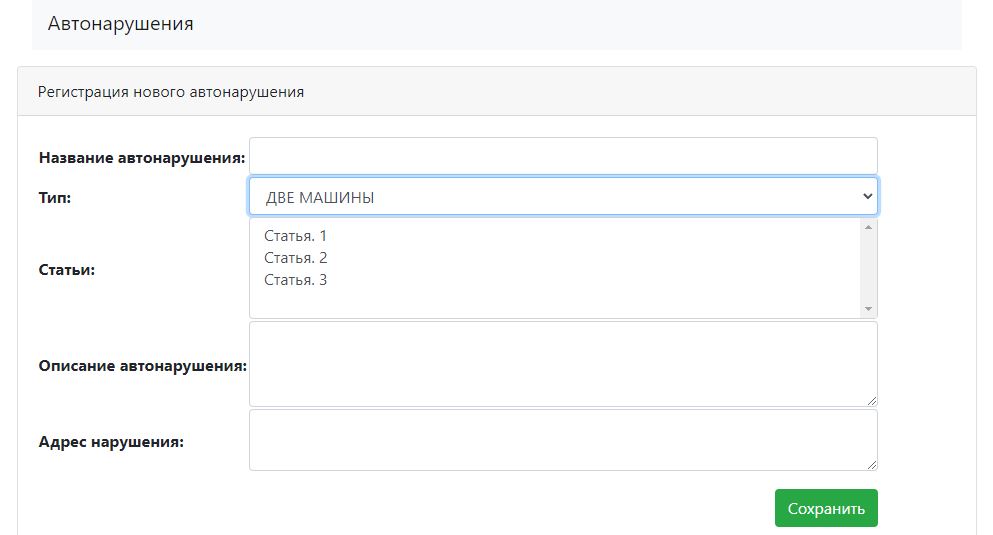 Автонарушения
Регистрация нового автонарушения
Название автонарушения:
Тип:
ДВЕ МАШИНЫ
Статьи:
Статья. 1
Статья. 2
Статья. 3
Описание автонарушения:
Адрес нарушения:
Сохранить